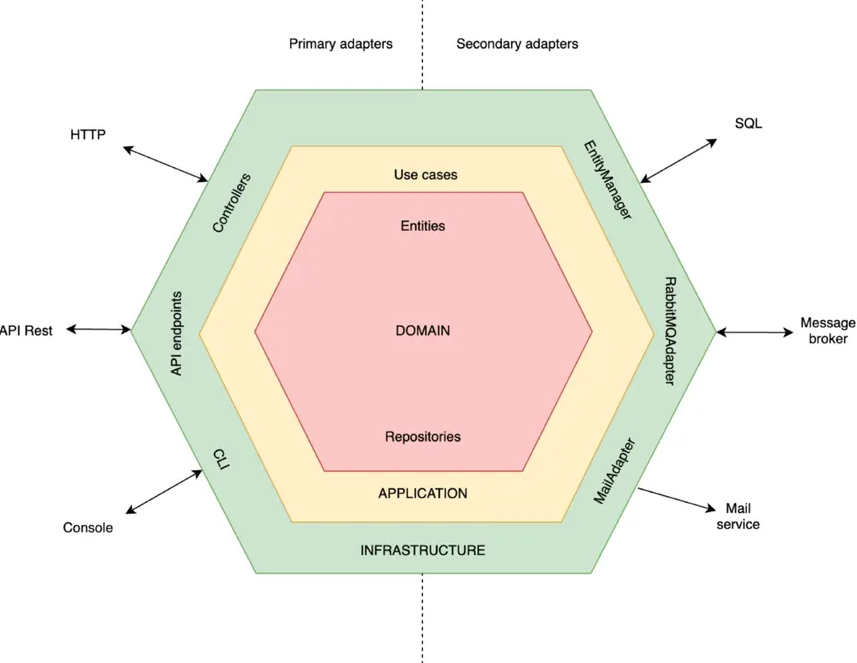 Primary adapters
Secondary adapters
HTTP
SQL
Controllers
EntityManager
Use cases
Entities
API Rest
API endpoints
DOMAIN
RabbitMQAdapter
Message
broker
Repositories
CLI
MailAdapter
APPLICATION
Console
Mail
service
INFRASTRUCTURE